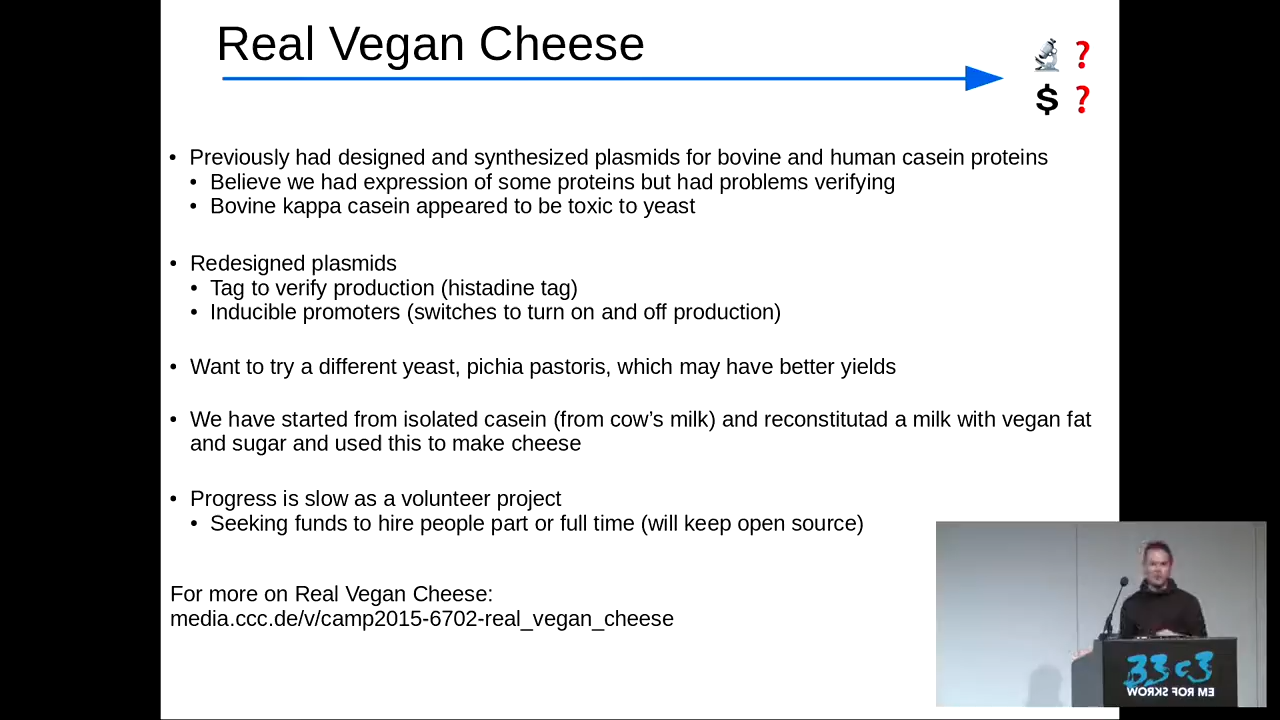 Real Vegan Cheese
?
$ ?
• Previously had designed and synthesized plasmids for bovine and human casein proteins
• Believe we had expression of some proteins but had problems verifying
• Bovine kappa casein appeared to be toxic to yeast
• Redesigned plasmids
• Tag to verify production (histadine tag)
• Inducible promoters (switches to turn on and off production)
• Want to try a different yeast, pichia pastoris, which may have better yields
• We have started from isolated casein (from cow’s milk) and reconstitutad a milk with vegan fat
and sugar and used this to make cheese
• Progress is slow as a volunteer project
• Seeking funds to hire people part or full time (will keep open source)
For more on Real Vegan Cheese:
media.ccc.de/v/camp2015-6702-real_vegan_cheese
33c3
WORKS FOR ME